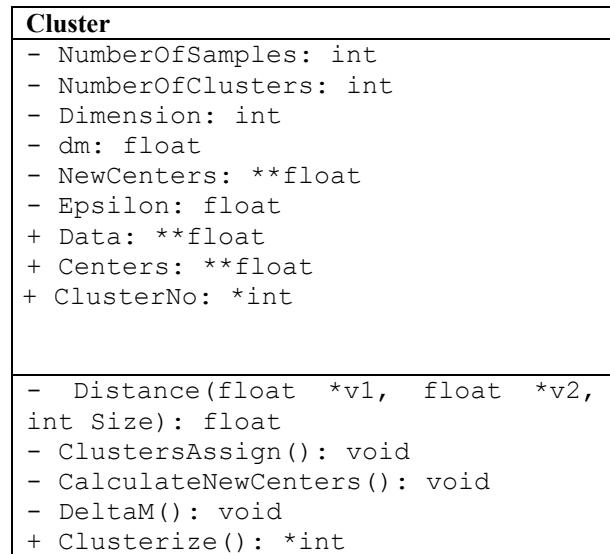 Cluster
- NumberOfSamples: int
- NumberOfClusters: int
- Dimension: int
- dm: float
- NewCenters: **float
- Epsilon: float
+ Data: **float
+ Centers: **float
+ ClusterNo: *int
- Distance(float *v1, float *v2,
int Size): float
- ClustersAssign(): void
- CalculateNewCenters(): void
- DeltaM(): void
+ Clusterize(): *int